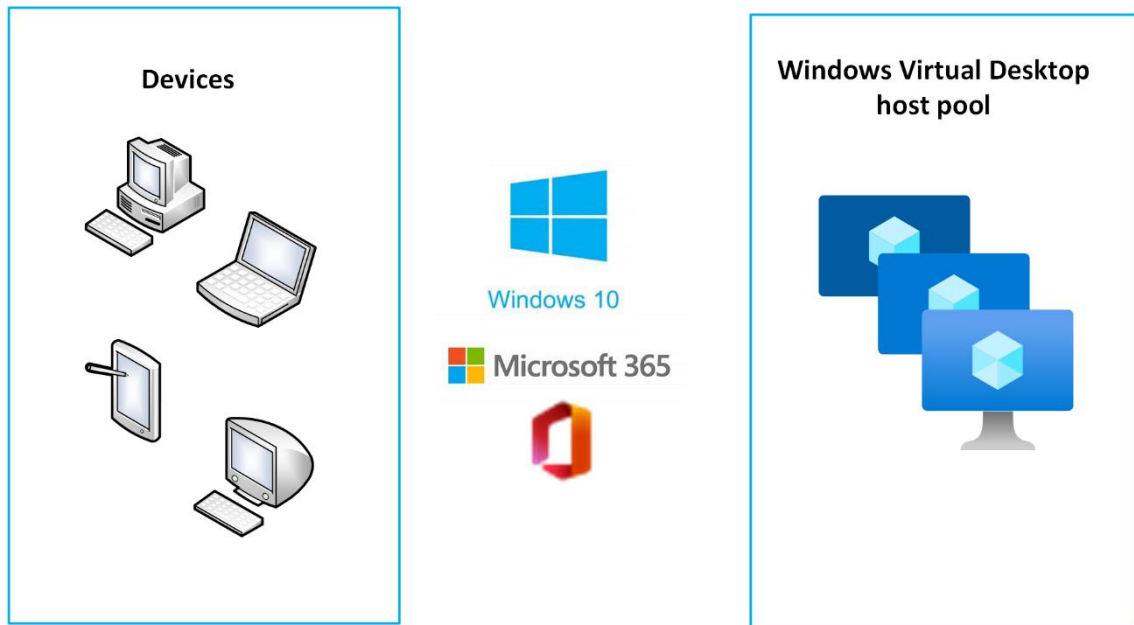 Devices
Windows 10
Microsoft 365
Windows Virtual Desktop
host pool